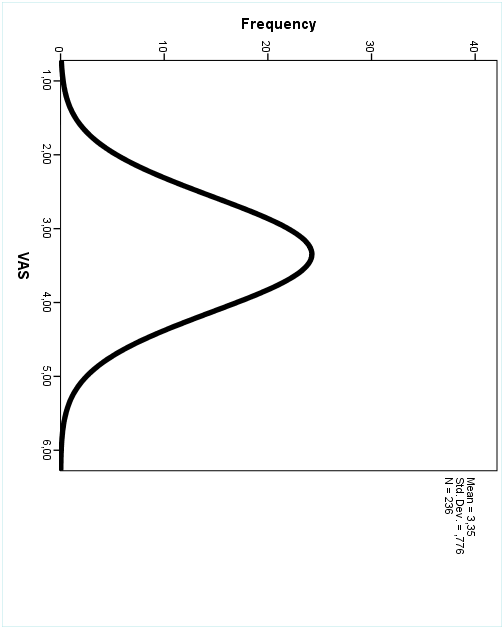 Frequency
0
10
20
30
40
1,00
2,00
3,00
4,00
5,00
6,00
VAS
Mean = 3,35
Std. Dev. = ,776
N = 236